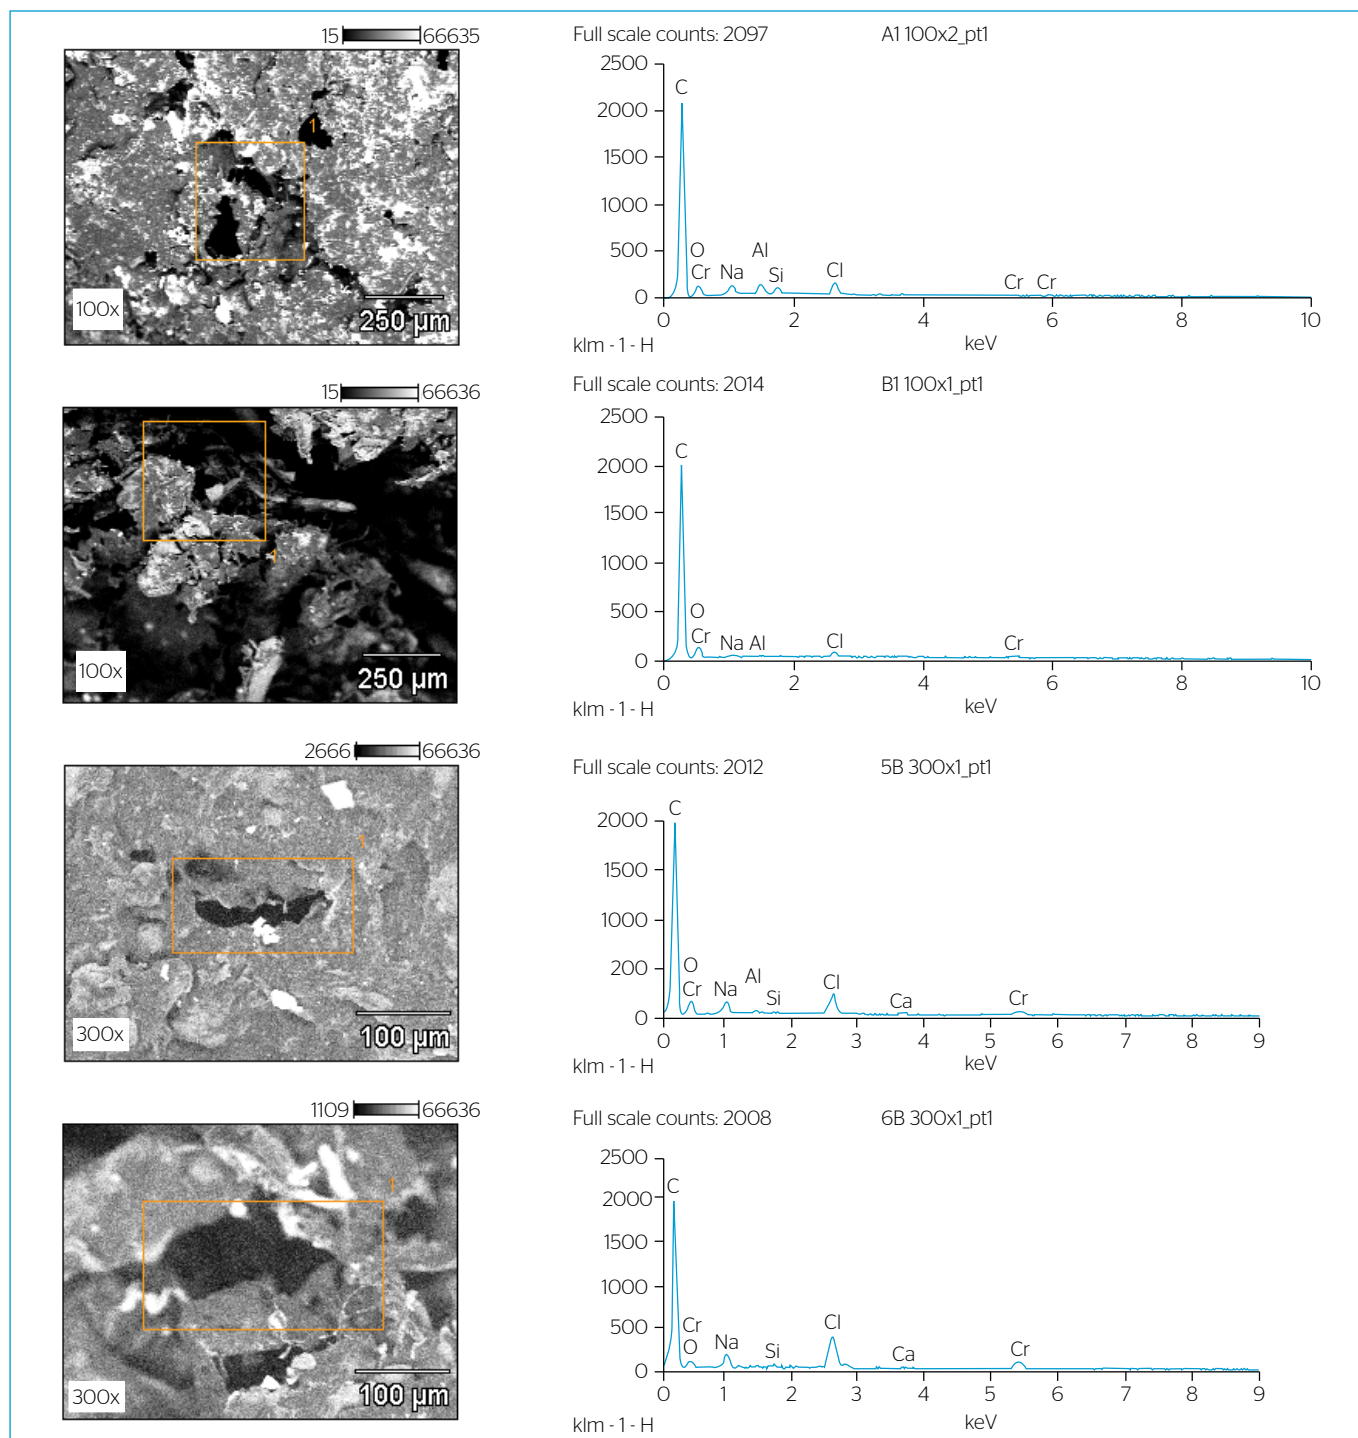 15 66635
1
100x
250 µm
Full scale counts: 2097 A1 100x2_pt1
2500
2000
1500
1000
500
0
C
O
Cr Na Al Si Cl Cr Cr
0 2 4 6 8 10
klm - 1 - H keV
15 66636
1
100x
250 µm
Full scale counts: 2014 B1 100x1_pt1
2500
2000
1500
1000
500
0
C
O
Cr Na Al Cl Cr
0 2 4 6 8 10
klm - 1 - H keV
2666 66636
1
300x
100 µm
Full scale counts: 2012 5B 300x1_pt1
2000
1500
1000
200
0
C
O
Cr Na Al Si Cl Ca Cr
0 1 2 3 4 5 6 7 8 9
klm - 1 - H keV
1109 66636
1
300x
100 µm
Full scale counts: 2008 6B 300x1_pt1
2500
2000
1500
1000
500
0
C
Cr
O Na Si Cl Ca Cr
0 1 2 3 4 5 6 7 8 9
klm - 1 - H keV